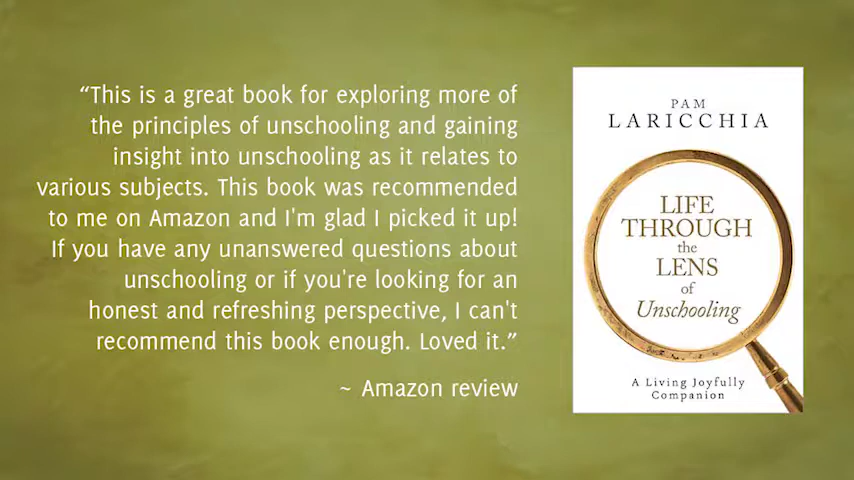 “This is a great book for exploring more of
the principles of unschooling and gaining
insight into unschooling as it relates to
various subjects. This book was recommended
to me on Amazon and I'm glad I picked it up!
If you have any unanswered questions about
unschooling or if you're looking for an
honest and refreshing perspective, I can't
recommend this book enough. Loved it.”
~ Amazon review
PAM
LARICCHIA
LIFE
THROUGH
the
LENS
of
Unschooling
A Living Joyfully
Companion